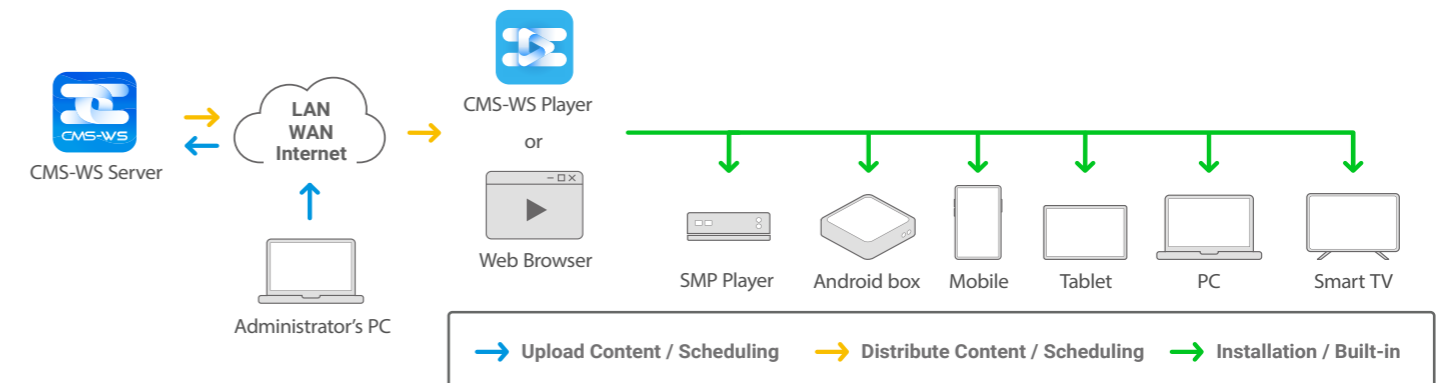 CMS-WS
CMS-WS Server
LAN
WAN
Internet
Administrator's PC
CMS-WS Player
or
Web Browser
SMP Player
Android box
Mobile
Tablet
PC
Smart TV
Upload Content / Scheduling
Distribute Content / Scheduling
Installation / Built-in